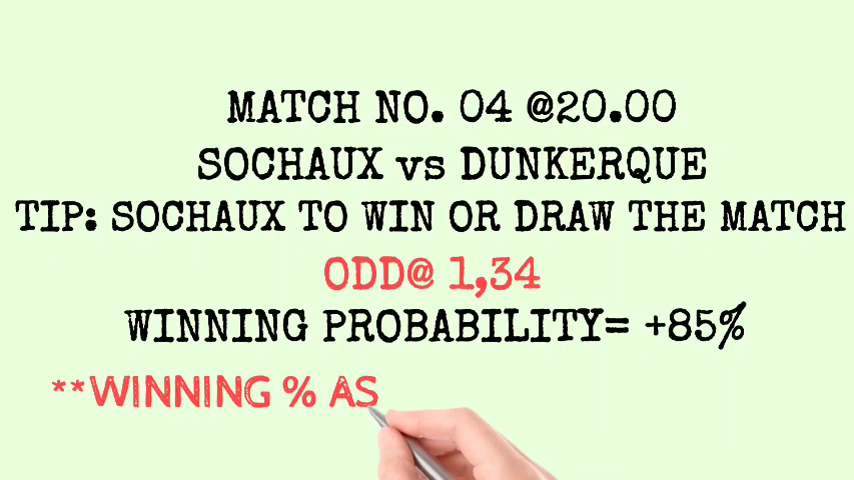 MATCH NO. 04 @20.00
SOCHAUX vs DUNKERQUE
TIP: SOCHAUX TO WIN OR DRAW THE MATCH
ODD@ 1,34
WINNING PROBABILITY= +85%
**WINNING % AS